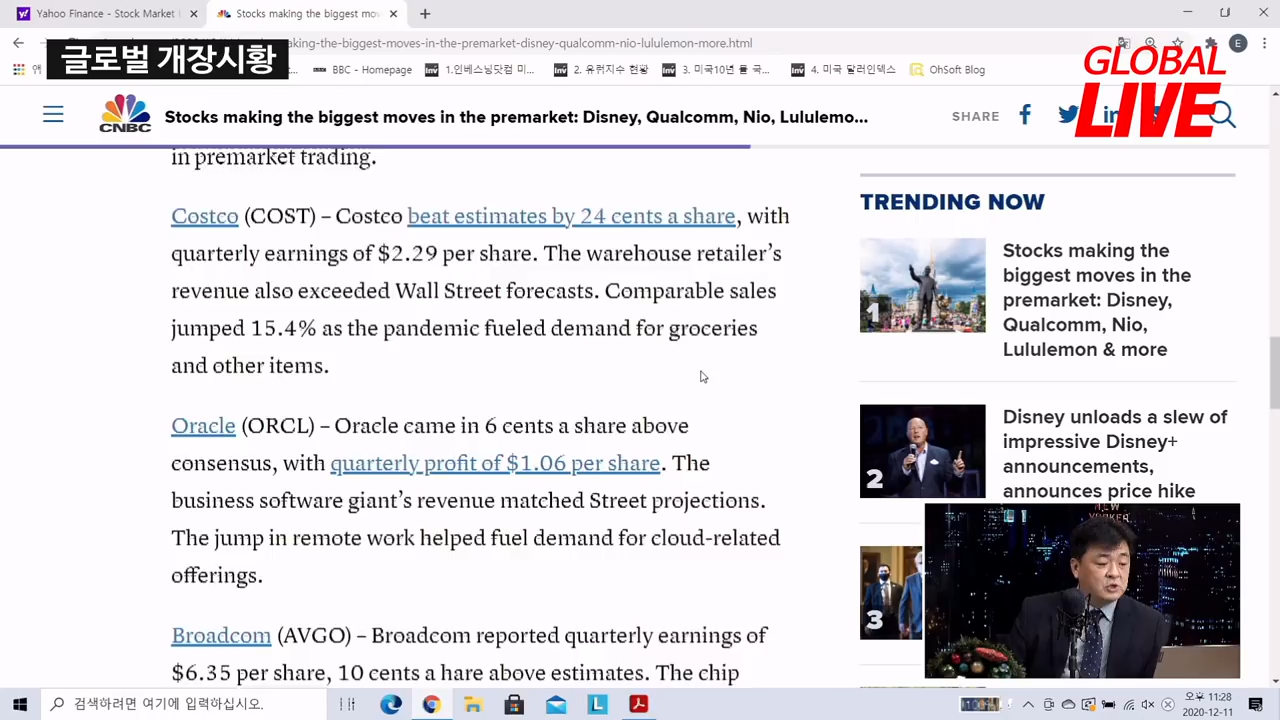 Yahoo Finance - Stock Market
Stocks making the biggest mov
글로벌 개장시황
aking-the-biggest-moves-in-the-premarket-disney-qualcomm-nio-lululemon-more.html
E
BBC - Homepage
1.인베스팅닷컴 미...
2. 유럽지수 현황
3. 미국10년 물 국...
4. 미국 달러인덱스
OhSoft Blog
GLOBAL
LIVE
CNBC
Stocks making the biggest moves in the premarket: Disney, Qualcomm, Nio, Lululemo...
SHARE
in premarket trading.
Costco (COST) – Costco beat estimates by 24 cents a share, with
quarterly earnings of $2.29 per share. The warehouse retailer's
revenue also exceeded Wall Street forecasts. Comparable sales
jumped 15.4% as the pandemic fueled demand for groceries
and other items.
Oracle (ORCL) – Oracle came in 6 cents a share above
consensus, with quarterly profit of $1.06 per share. The
business software giant's revenue matched Street projections.
The jump in remote work helped fuel demand for cloud-related
offerings.
Broadcom (AVGO) – Broadcom reported quarterly earnings of
$6.35 per share, 10 cents a hare above estimates. The chip
TRENDING NOW
1
Stocks making the
biggest moves in the
premarket: Disney,
Qualcomm, Nio,
Lululemon & more
2
Disney unloads a slew of
impressive Disney+
announcements,
announces price hike
3
NEW
YORKER
검색하려면 여기에 입력하십시오.
오후 11:28
2020-12-11